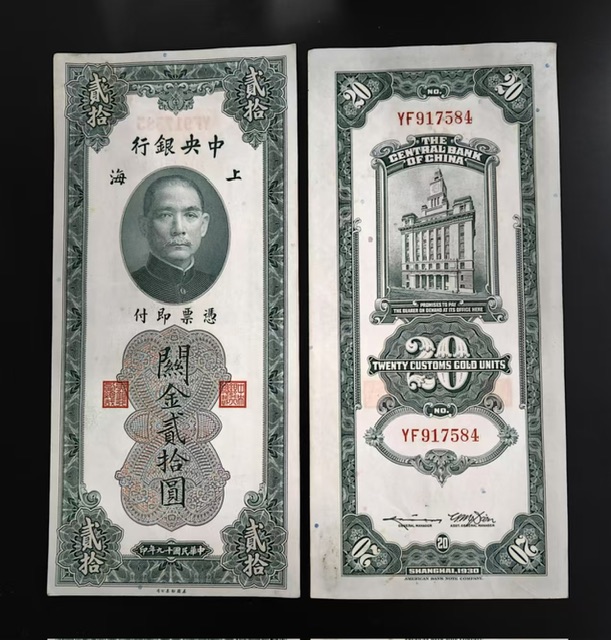 貳拾
貳拾
行銀央中
海 上
付即票憑
關金貳拾圓
貳拾
貳拾
印年九十國民華中
20
NO.
20
YF917584
THE
CENTRAL BANK
OF CHINA
PROMISES TO PAY
THE BEARER ON DEMAND AT ITS OFFICE HERE
20
TWENTY CUSTOMS GOLD UNITS
NO.
YF917584
GENERAL MANAGER
ASST. GENERAL MANAGER
20
20
20
SHANGHAI, 1930
AMERICAN BANK NOTE COMPANY.